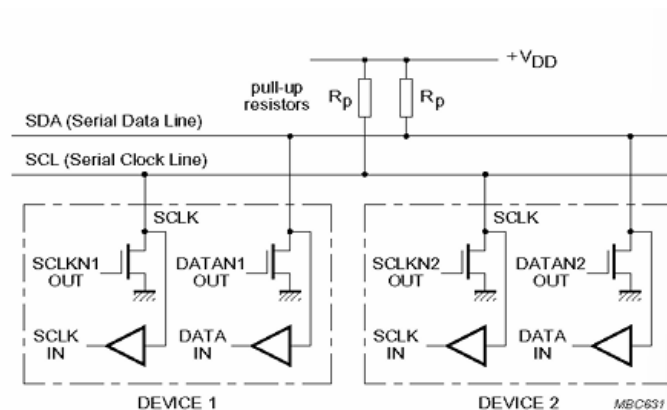 +VDD
pull-up
resistors
Rp
Rp
SDA (Serial Data Line)
SCL (Serial Clock Line)
SCLK
SCLKN1
OUT
DATAN1
OUT
SCLK
IN
DATA
IN
DEVICE 1
SCLK
SCLKN2
OUT
DATAN2
OUT
SCLK
IN
DATA
IN
DEVICE 2
MBC631